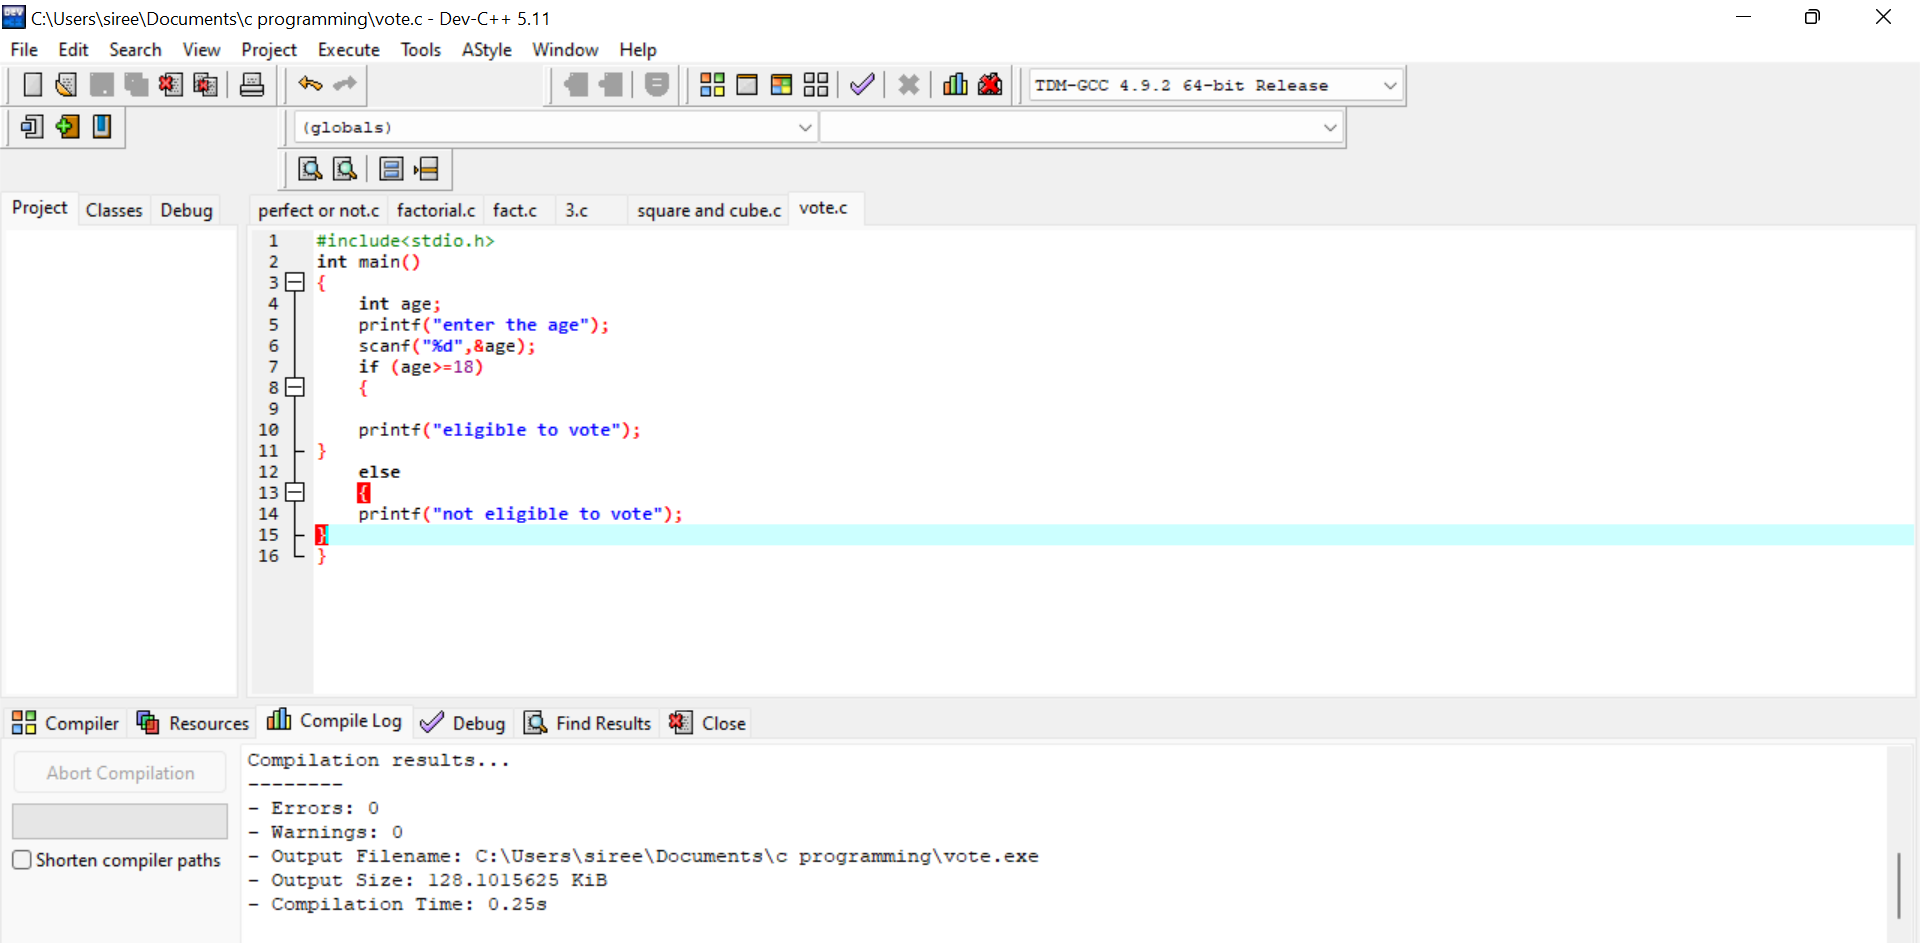 C:\Users\siree\Documents\c programming\vote.c - Dev-C++ 5.11
File Edit Search View Project Execute Tools AStyle Window Help
TDM-GCC 4.9.2 64-bit Release
(globals)
Project Classes Debug perfect or not.c factorial.c fact.c 3.c square and cube.c vote.c
1 #include<stdio.h>
2 int main()
3 {
4 int age;
5 printf("enter the age");
6 scanf("%d",&age);
7 if (age>=18)
8 {
9
10 printf("eligible to vote");
11 }
12 else
13 {
14 printf("not eligible to vote");
15 }
16 }
Compiler Resources Compile Log Debug Find Results Close
Abort Compilation
Shorten compiler paths
Compilation results...
--------
- Errors: 0
- Warnings: 0
- Output Filename: C:\Users\siree\Documents\c programming\vote.exe
- Output Size: 128.1015625 KiB
- Compilation Time: 0.25s